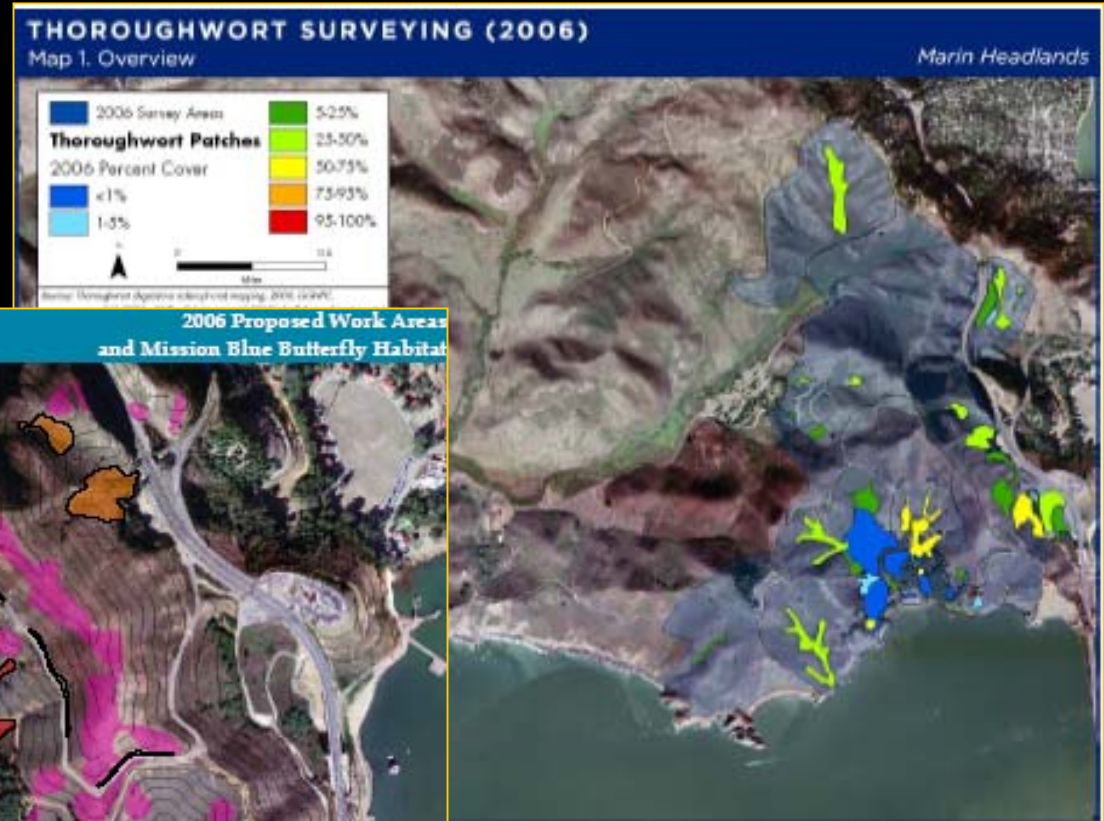 THOROUGHWORT SURVEYING (2006)
Map 1. Overview
Marin Headlands
2006 Survey Areas
Thoroughwort Patches
2006 Percent Cover
<1%
1-5%
5-25%
25-50%
50-75%
75-95%
95-100%
0
Miles
2006 Proposed Work Areas
and Mission Blue Butterfly Habitat